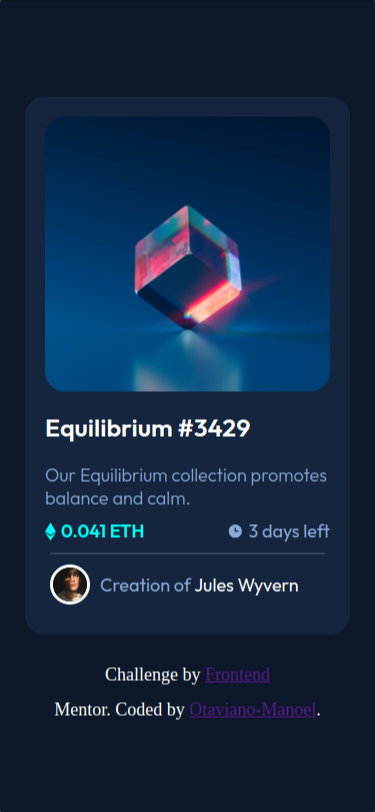 Equilibrium #3429
Our Equilibrium collection promotes
balance and calm.
0.041 ETH 3 days left
Creation of Jules Wyvern
Challenge by Frontend
Mentor. Coded by Otaviano-Manoel.